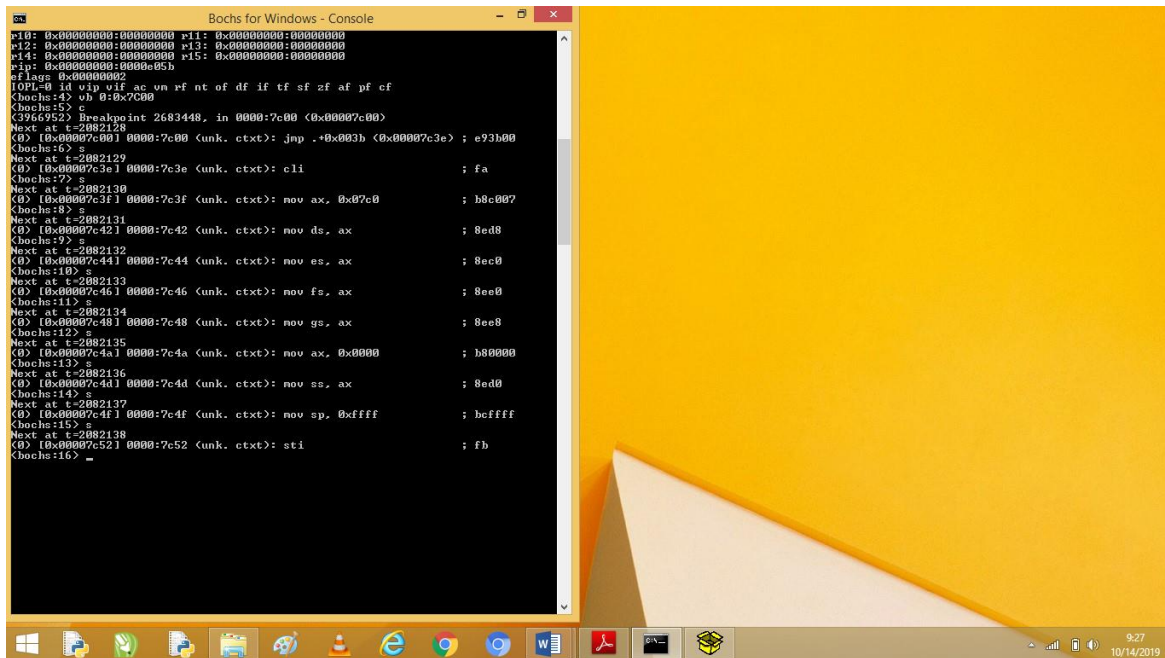 Bochs for Windows - Console
r10: 0x00000000:00000000 r11: 0x00000000:00000000
r12: 0x00000000:00000000 r13: 0x00000000:00000000
r14: 0x00000000:00000000 r15: 0x00000000:00000000
rip: 0x00000000:0000e05b
eflags 0x00000002
IOPL=0 id vip vif ac vm rf nt of df if tf sf zf af pf cf
<bochs:4> vb 0:0x7C00
<bochs:5> c
(3966952) Breakpoint 2683448, in 0000:7c00 (0x00007c00)
Next at t=2082128
(0) [0x00007c00] 0000:7c00 (unk. ctxt): jmp .+0x003b (0x00007c3e) ; e93b00
<bochs:6> s
Next at t=2082129
(0) [0x00007c3e] 0000:7c3e (unk. ctxt): cli ; fa
<bochs:7> s
Next at t=2082130
(0) [0x00007c3f] 0000:7c3f (unk. ctxt): mov ax, 0x07c0 ; b8c007
<bochs:8> s
Next at t=2082131
(0) [0x00007c42] 0000:7c42 (unk. ctxt): mov ds, ax ; 8ed8
<bochs:9> s
Next at t=2082132
(0) [0x00007c44] 0000:7c44 (unk. ctxt): mov es, ax ; 8ec0
<bochs:10> s
Next at t=2082133
(0) [0x00007c46] 0000:7c46 (unk. ctxt): mov fs, ax ; 8ee0
<bochs:11> s
Next at t=2082134
(0) [0x00007c48] 0000:7c48 (unk. ctxt): mov gs, ax ; 8ee8
<bochs:12> s
Next at t=2082135
(0) [0x00007c4a] 0000:7c4a (unk. ctxt): mov ax, 0x0000 ; b80000
<bochs:13> s
Next at t=2082136
(0) [0x00007c4d] 0000:7c4d (unk. ctxt): mov ss, ax ; 8ed0
<bochs:14> s
Next at t=2082137
(0) [0x00007c4f] 0000:7c4f (unk. ctxt): mov sp, 0xffff ; bcffff
<bochs:15> s
Next at t=2082138
(0) [0x00007c52] 0000:7c52 (unk. ctxt): sti ; fb
<bochs:16> _
9:27
10/14/2019